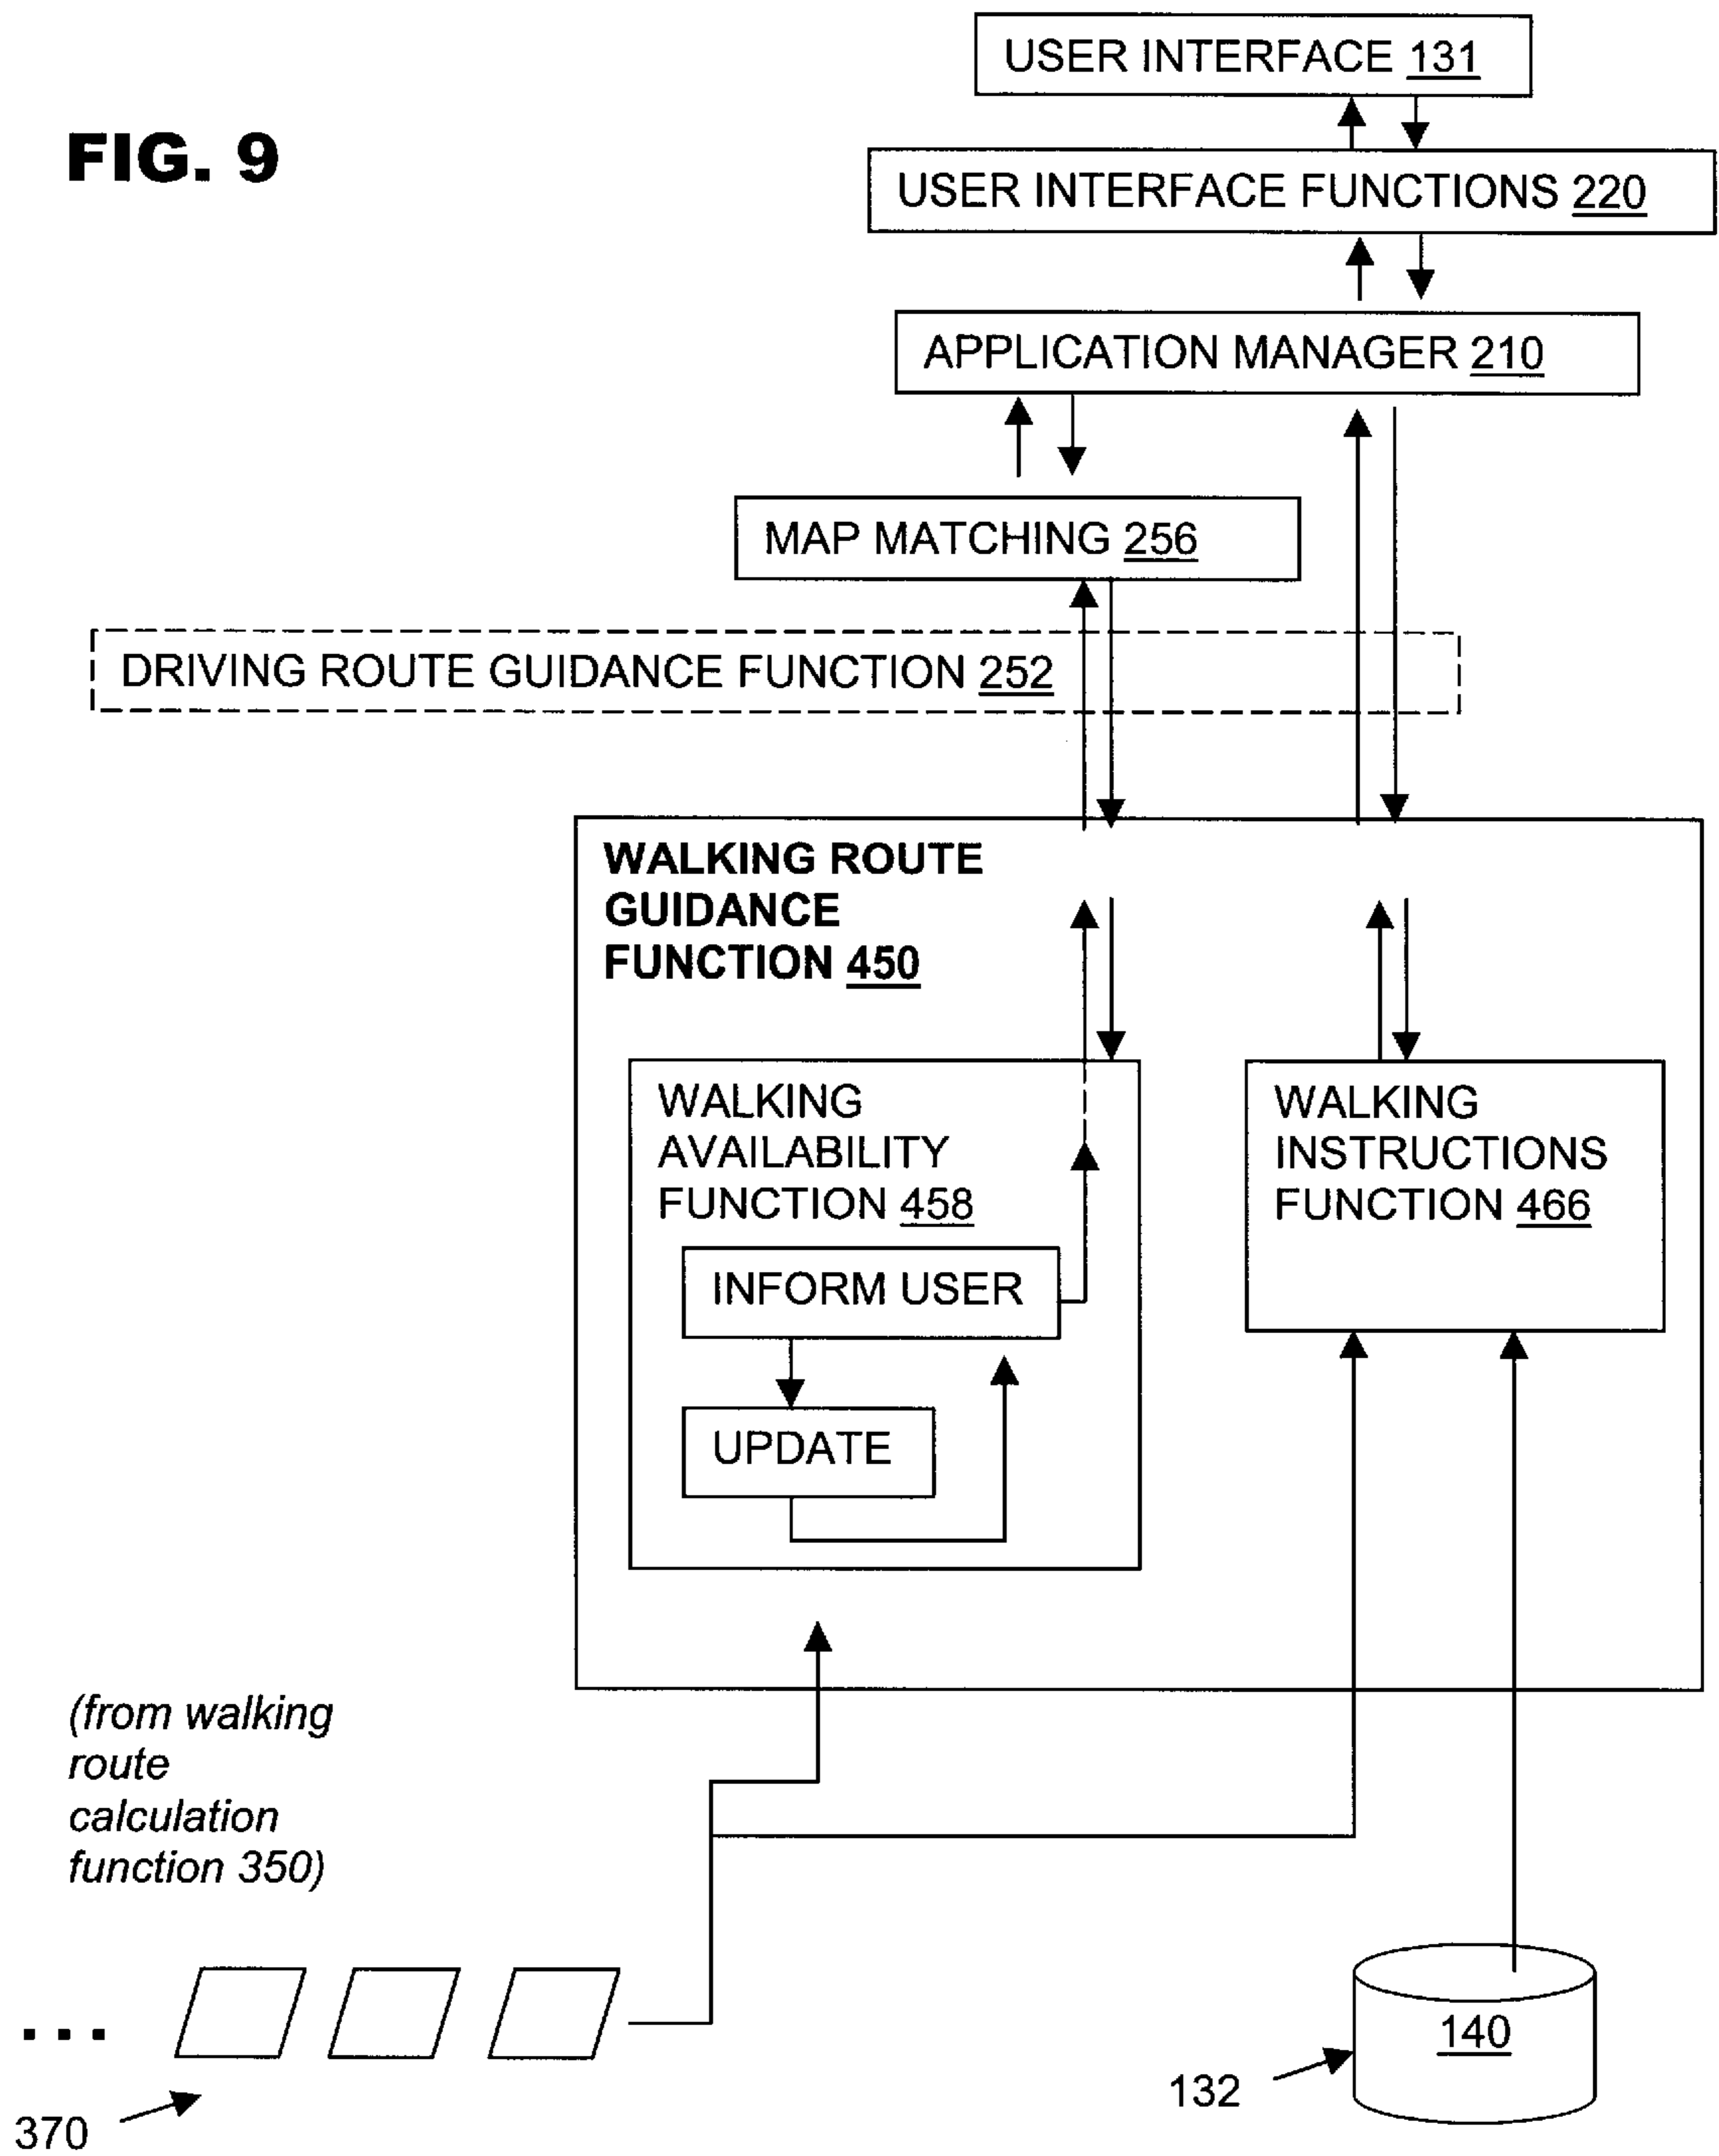 USER INTERFACE 131
FIG. 9
USER INTERFACE FUNCTIONS 220
APPLICATION MANAGER 210
MAP MATCHING 256
DRIVING ROUTE GUIDANCE FUNCTION 252
WALKING ROUTE
GUIDANCE
FUNCTION 450
WALKING
AVAILABILITY
FUNCTION 458
INFORM USER
UPDATE
WALKING
INSTRUCTIONS
FUNCTION 466
(from walking
route
calculation
function 350)
...
370
140
132